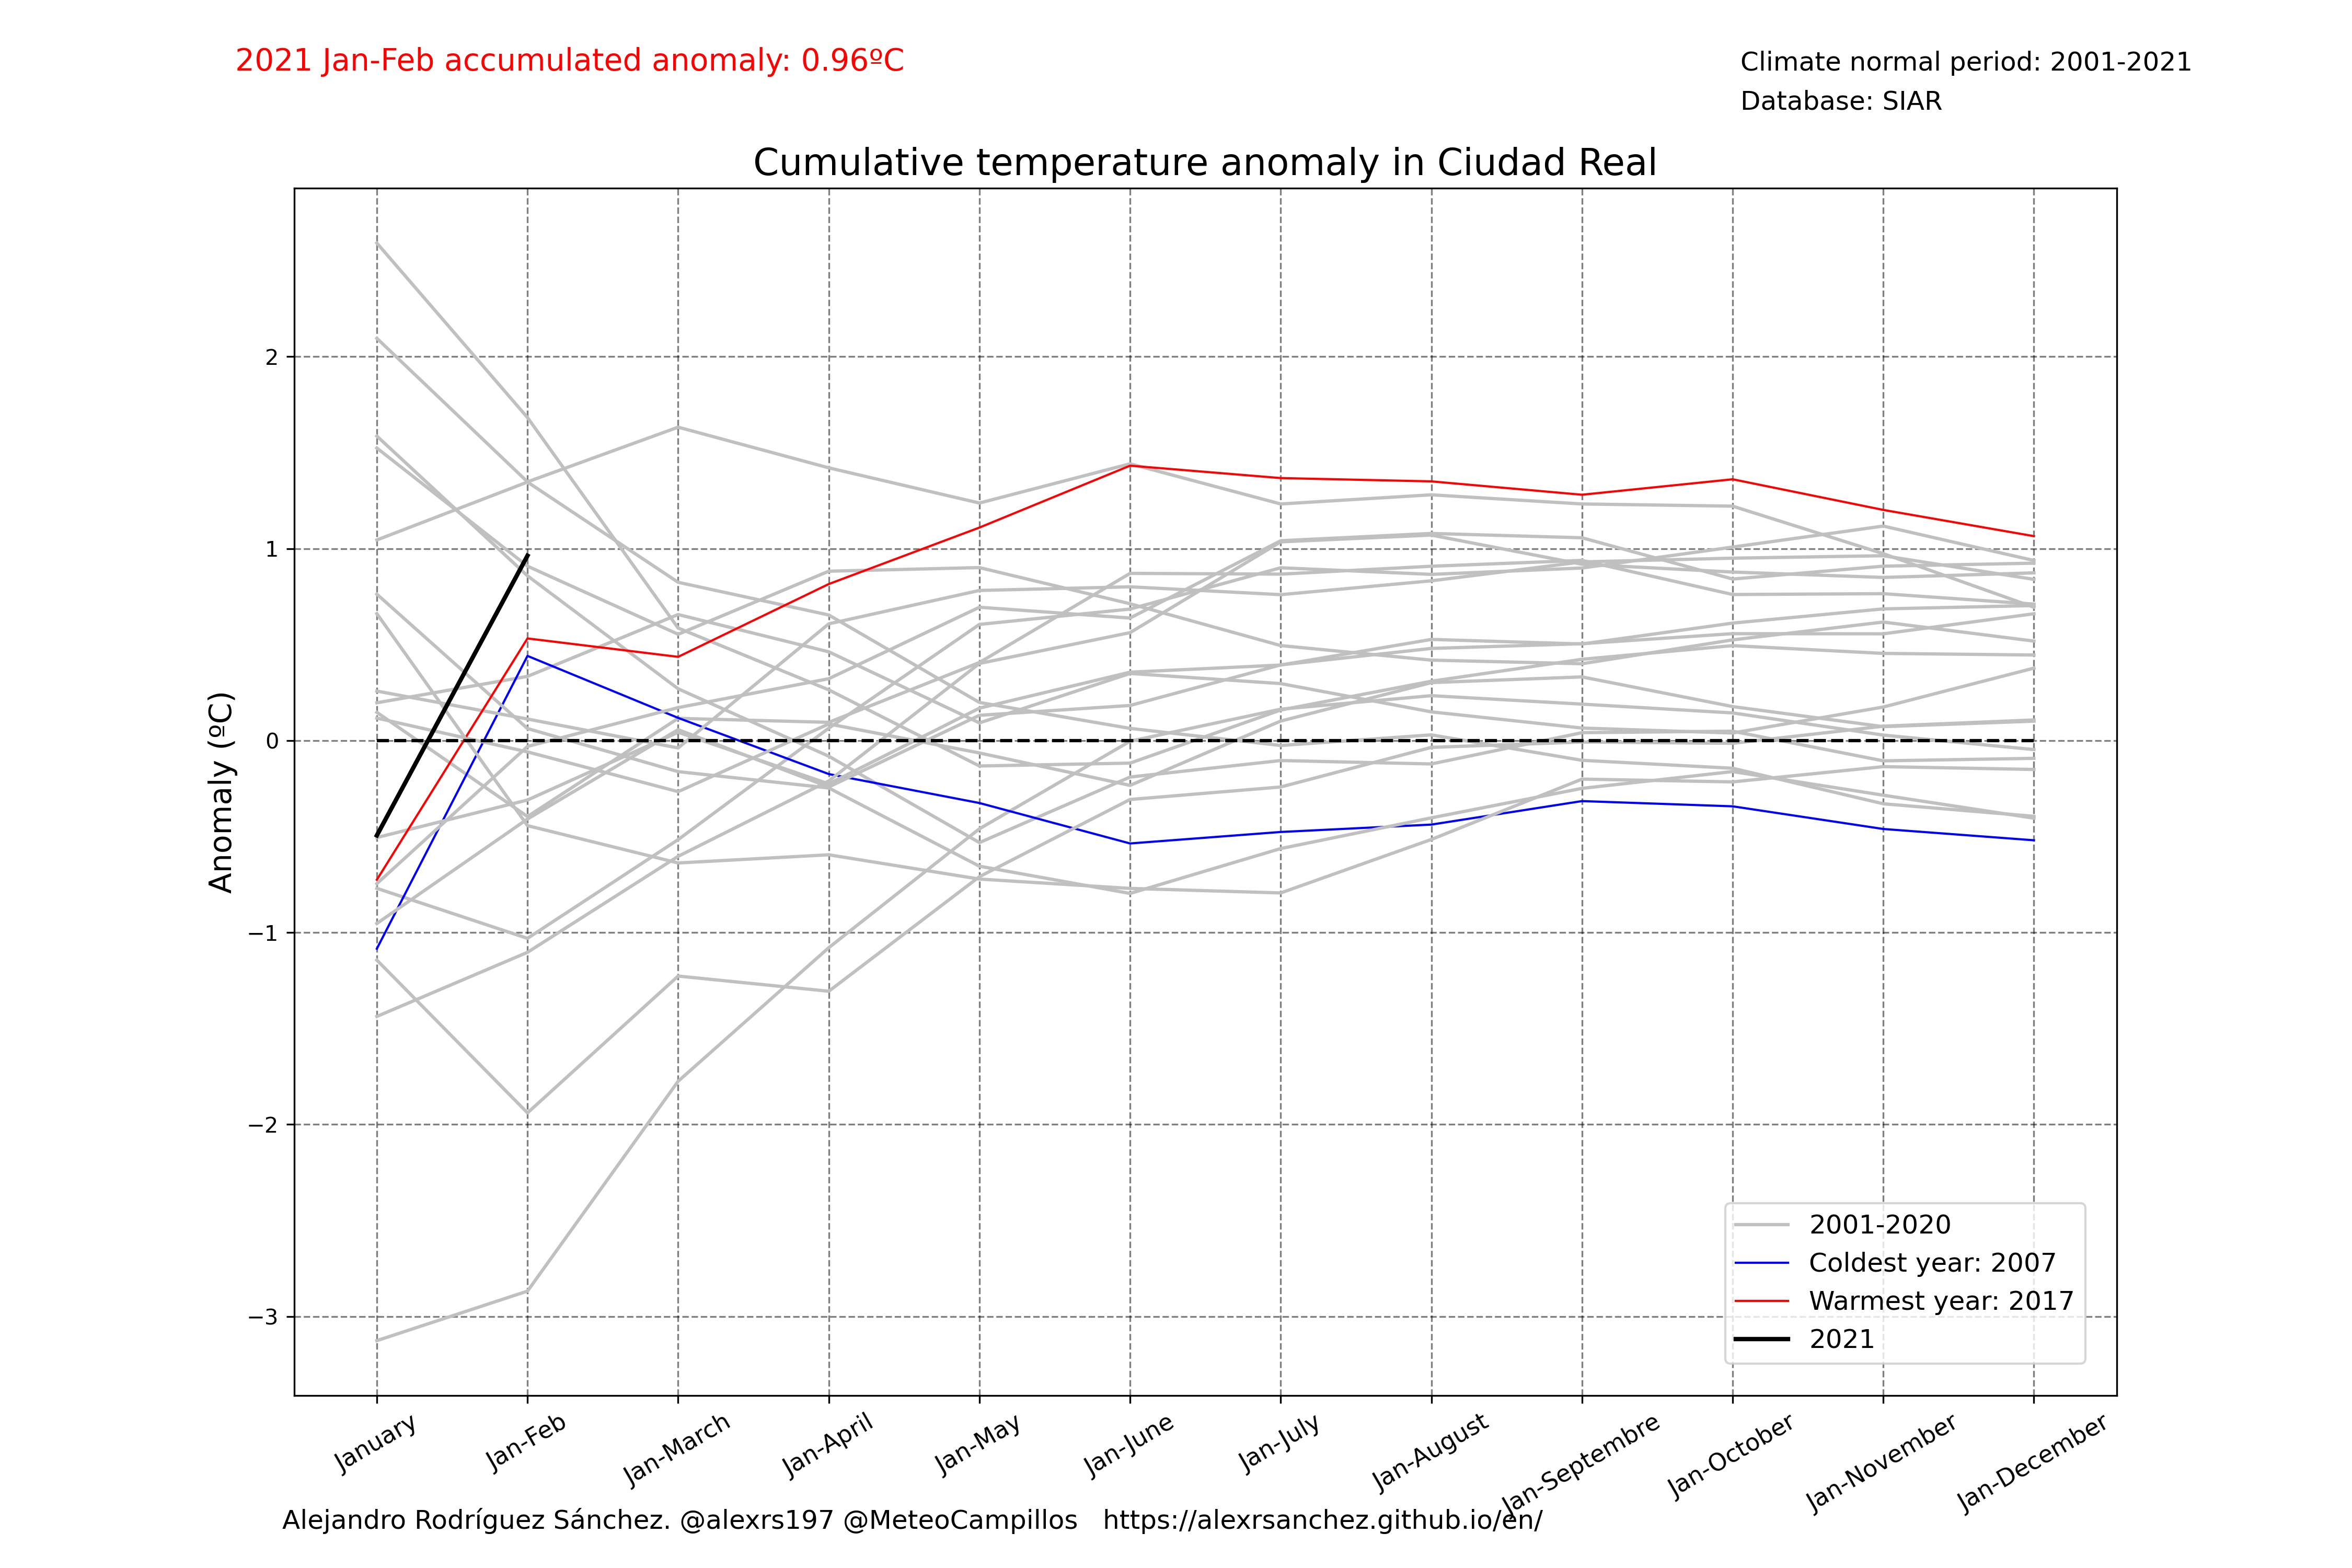 2021 Jan-Feb accumulated anomaly: 0.96ºC
Climate normal period: 2001-2021
Database: SIAR
Cumulative temperature anomaly in Ciudad Real
Anomaly (ºC)
2
1
0
−1
−2
−3
2001-2020
Coldest year: 2007
Warmest year: 2017
2021
January
Jan-Feb
Jan-March
Jan-April
Jan-May
Jan-June
Jan-July
Jan-August
Jan-Septembre
Jan-October
Jan-November
Jan-December
Alejandro Rodríguez Sánchez. @alexrs197 @MeteoCampillos https://alexrsanchez.github.io/en/